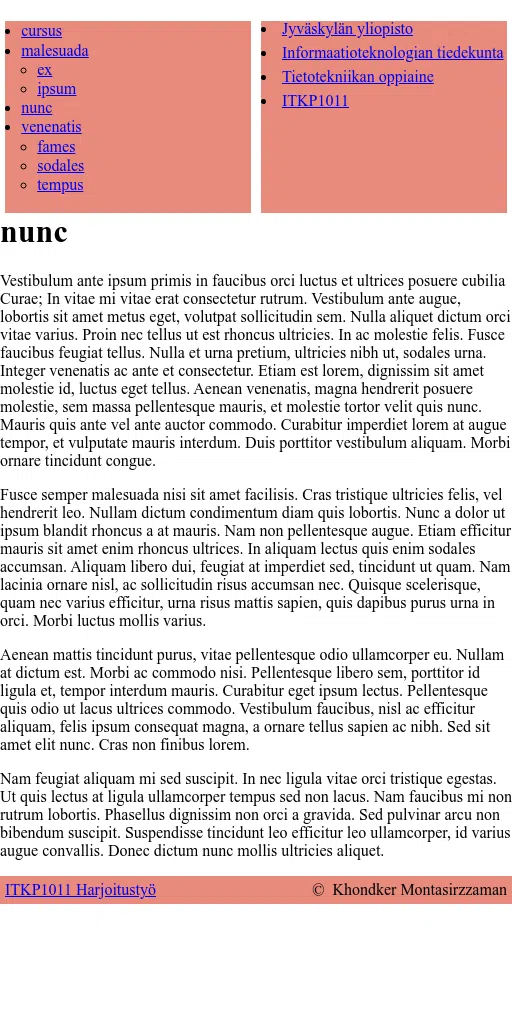 cursus
malesuada
ex
ipsum
nunc
venenatis
fames
sodales
tempus
Jyväskylän yliopisto
Informaatioteknologian tiedekunta
Tietotekniikan oppiaine
ITKP1011
nunc
Vestibulum ante ipsum primis in faucibus orci luctus et ultrices posuere cubilia
Curae; In vitae mi vitae erat consectetur rutrum. Vestibulum ante augue,
lobortis sit amet metus eget, volutpat sollicitudin sem. Nulla aliquet dictum orci
vitae varius. Proin nec tellus ut est rhoncus ultricies. In ac molestie felis. Fusce
faucibus feugiat tellus. Nulla et urna pretium, ultricies nibh ut, sodales urna.
Integer venenatis ac ante et consectetur. Etiam est lorem, dignissim sit amet
molestie id, luctus eget tellus. Aenean venenatis, magna hendrerit posuere
molestie, sem massa pellentesque mauris, et molestie tortor velit quis nunc.
Mauris quis ante vel ante auctor commodo. Curabitur imperdiet lorem at augue
tempor, et vulputate mauris interdum. Duis porttitor vestibulum aliquam. Morbi
ornare tincidunt congue.
Fusce semper malesuada nisi sit amet facilisis. Cras tristique ultricies felis, vel
hendrerit leo. Nullam dictum condimentum diam quis lobortis. Nunc a dolor ut
ipsum blandit rhoncus a at mauris. Nam non pellentesque augue. Etiam efficitur
mauris sit amet enim rhoncus ultrices. In aliquam lectus quis enim sodales
accumsan. Aliquam libero dui, feugiat at imperdiet sed, tincidunt ut quam. Nam
lacinia ornare nisl, ac sollicitudin risus accumsan nec. Quisque scelerisque,
quam nec varius efficitur, urna risus mattis sapien, quis dapibus purus urna in
orci. Morbi luctus mollis varius.
Aenean mattis tincidunt purus, vitae pellentesque odio ullamcorper eu. Nullam
at dictum est. Morbi ac commodo nisi. Pellentesque libero sem, porttitor id
ligula et, tempor interdum mauris. Curabitur eget ipsum lectus. Pellentesque
quis odio ut lacus ultrices commodo. Vestibulum faucibus, nisl ac efficitur
aliquam, felis ipsum consequat magna, a ornare tellus sapien ac nibh. Sed sit
amet elit nunc. Cras non finibus lorem.
Nam feugiat aliquam mi sed suscipit. In nec ligula vitae orci tristique egestas.
Ut quis lectus at ligula ullamcorper tempus sed non lacus. Nam faucibus mi non
rutrum lobortis. Phasellus dignissim non orci a gravida. Sed pulvinar arcu non
bibendum suscipit. Suspendisse tincidunt leo efficitur leo ullamcorper, id varius
augue convallis. Donec dictum nunc mollis ultricies aliquet.
ITKP1011 Harjoitustyö
© Khondker Montasirzzaman